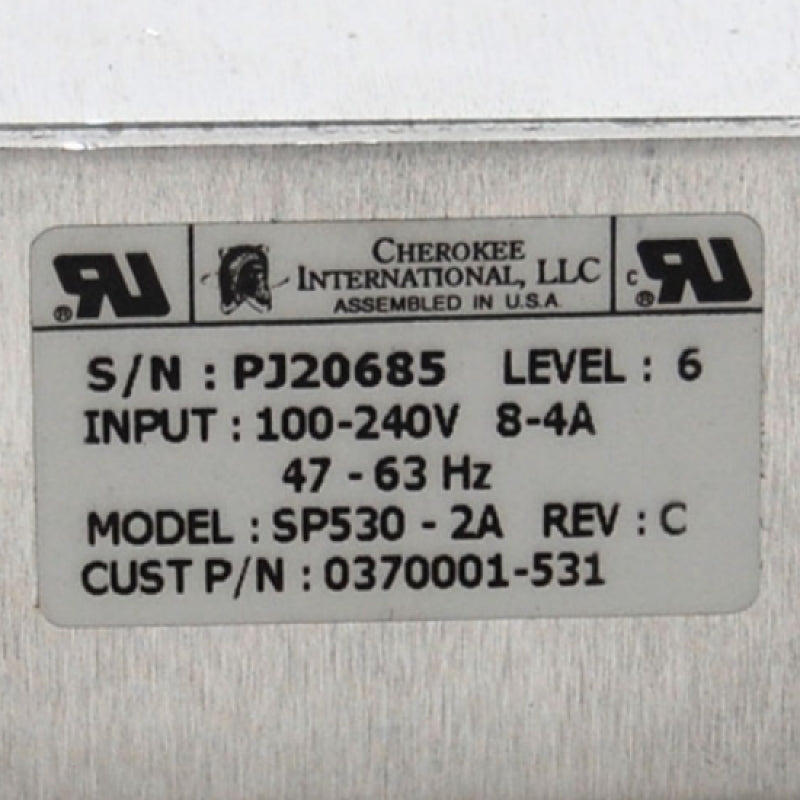 CHEROKEE
INTERNATIONAL, LLC
ASSEMBLED IN U.S.A.
S/N : PJ20685 LEVEL : 6
INPUT : 100-240V 8-4A
47 - 63 Hz
MODEL : SP530 - 2A REV : C
CUST P/N : 0370001-531